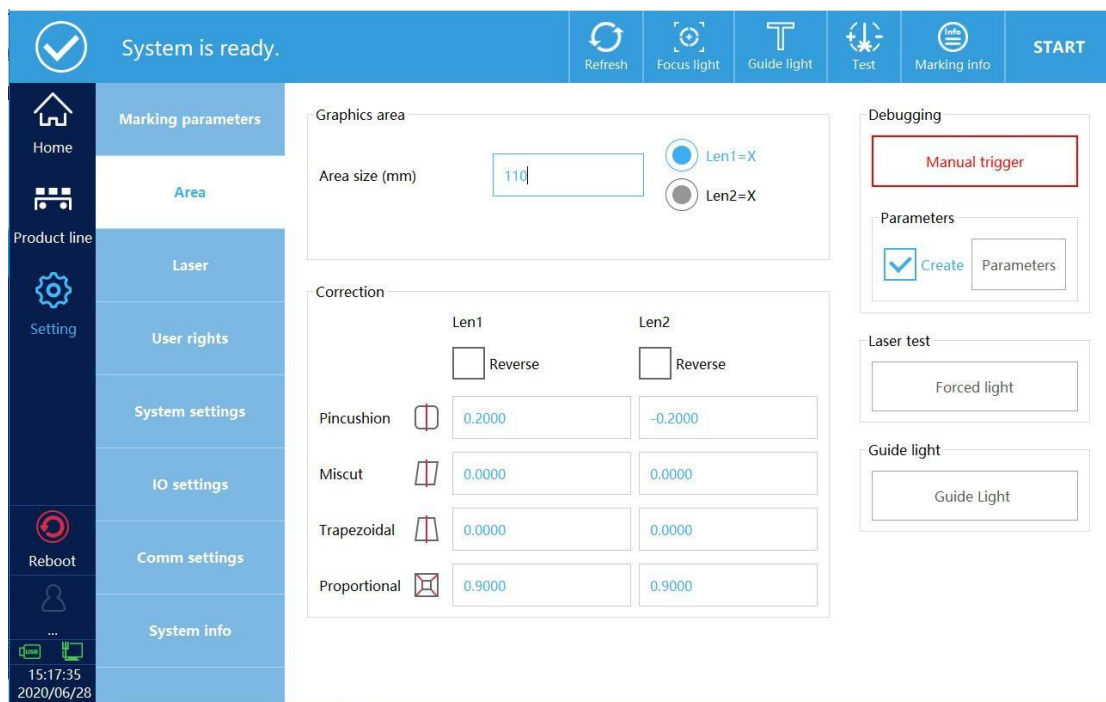 System is ready.
Refresh
Focus light
Guide light
Test
Info
Marking info
START
Home
Product line
Setting
Reboot
...
USB
15:17:35
2020/06/28
Marking parameters
Area
Laser
User rights
System settings
IO settings
Comm settings
System info
Graphics area
Area size (mm)
110
Len1=X
Len2=X
Correction
Len1 Len2
Reverse Reverse
Pincushion 0.2000 -0.2000
Miscut 0.0000 0.0000
Trapezoidal 0.0000 0.0000
Proportional 0.9000 0.9000
Debugging
Manual trigger
Parameters
Create Parameters
Laser test
Forced light
Guide light
Guide Light